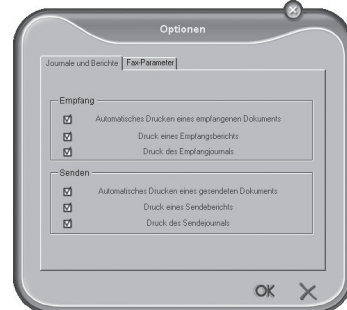 Optionen
Journale und Berichte Fax-Parameter
Empfang
Automatisches Drucken eines empfangenen Dokuments
Druck eines Empfangsberichts
Druck des Empfangjournals
Senden
Automatisches Drucken eines gesendeten Dokuments
Druck eines Sendeberichts
Druck des Sendejournals
OK